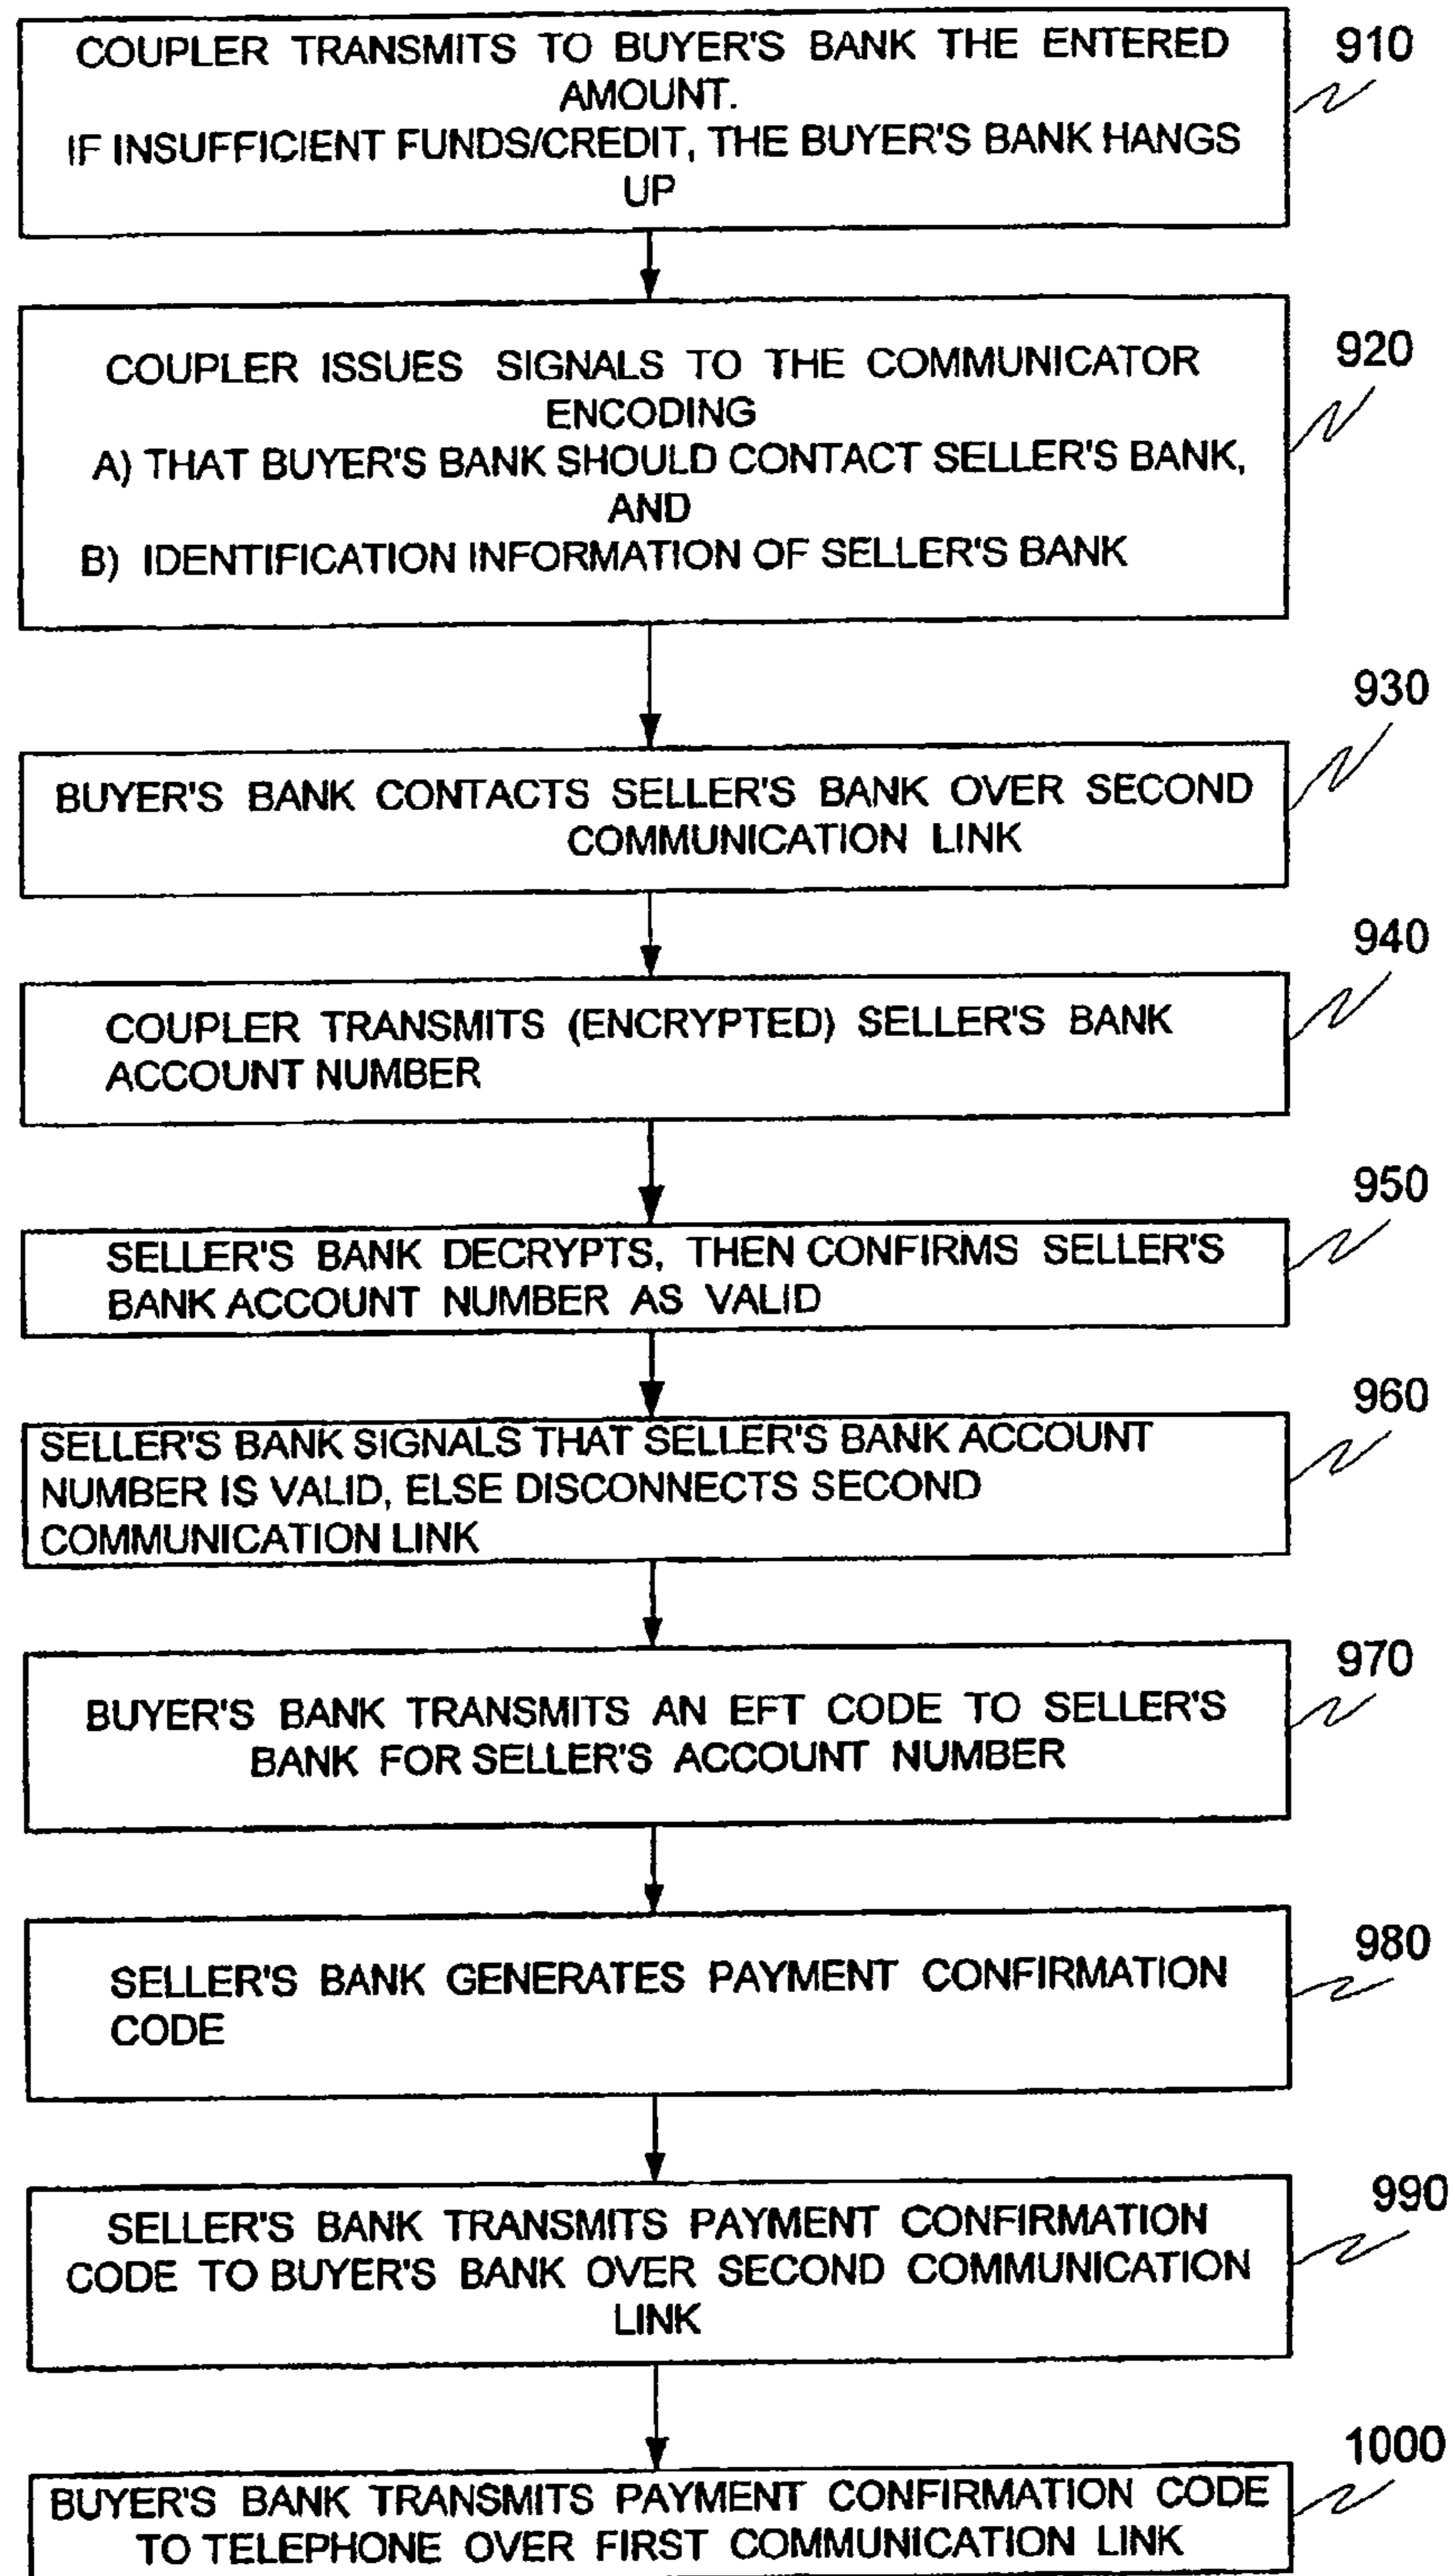 COUPLER TRANSMITS TO BUYER'S BANK THE ENTERED
AMOUNT.
IF INSUFFICIENT FUNDS/CREDIT, THE BUYER'S BANK HANGS
UP
910
COUPLER ISSUES SIGNALS TO THE COMMUNICATOR
ENCODING
A) THAT BUYER'S BANK SHOULD CONTACT SELLER'S BANK,
AND
B) IDENTIFICATION INFORMATION OF SELLER'S BANK
920
BUYER'S BANK CONTACTS SELLER'S BANK OVER SECOND
COMMUNICATION LINK
930
COUPLER TRANSMITS (ENCRYPTED) SELLER'S BANK
ACCOUNT NUMBER
940
SELLER'S BANK DECRYPTS, THEN CONFIRMS SELLER'S
BANK ACCOUNT NUMBER AS VALID
950
SELLER'S BANK SIGNALS THAT SELLER'S BANK ACCOUNT
NUMBER IS VALID, ELSE DISCONNECTS SECOND
COMMUNICATION LINK
960
BUYER'S BANK TRANSMITS AN EFT CODE TO SELLER'S
BANK FOR SELLER'S ACCOUNT NUMBER
970
SELLER'S BANK GENERATES PAYMENT CONFIRMATION
CODE
980
SELLER'S BANK TRANSMITS PAYMENT CONFIRMATION
CODE TO BUYER'S BANK OVER SECOND COMMUNICATION
LINK
990
BUYER'S BANK TRANSMITS PAYMENT CONFIRMATION CODE
TO TELEPHONE OVER FIRST COMMUNICATION LINK
1000